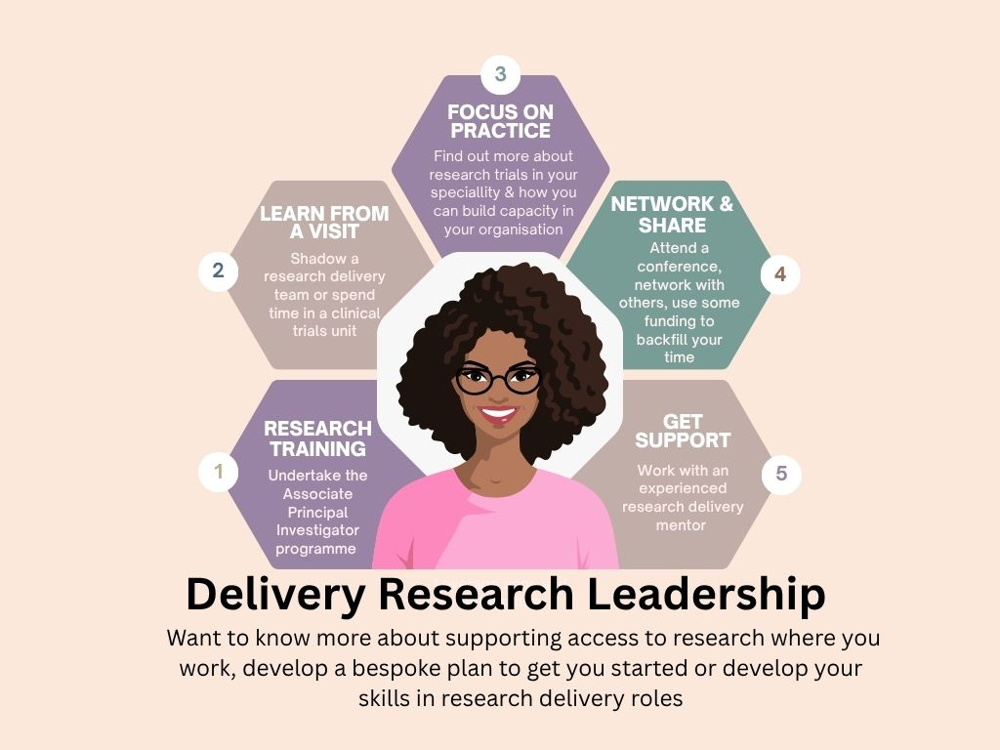 3
FOCUS ON
PRACTICE
Find out more about
research trials in your
speciallity & how you
can build capacity in
your organisation
LEARN FROM
A VISIT
Shadow a
research delivery
team or spend
time in a clinical
trials unit
2
NETWORK &
SHARE
Attend a
conference,
network with
others, use some
funding to
backfill your
time
4
RESEARCH
TRAINING
Undertake the
Associate
Principal
Investigator
programme
1
GET
SUPPORT
Work with an
experienced
research delivery
mentor
5
Delivery Research Leadership
Want to know more about supporting access to research where you
work, develop a bespoke plan to get you started or develop your
skills in research delivery roles